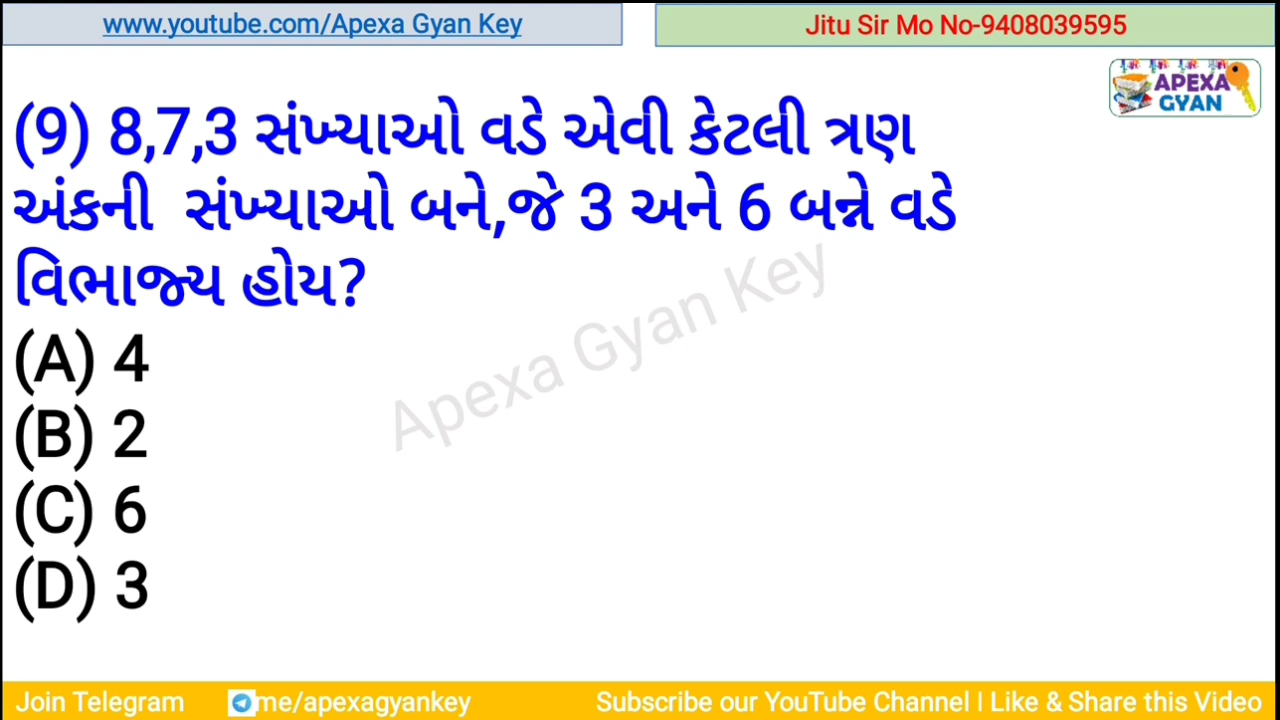 www.youtube.com/Apexa Gyan Key
Jitu Sir Mo No-9408039595
APEXA
GYAN
(9) 8,7,3 સંખ્યાઓ વડે એવી કેટલી ત્રણ
અંકની સંખ્યાઓ બને,જે 3 અને 6 બન્ને વડે
વિભાજ્ય હોય?
Apexa Gyan Key
(A) 4
(B) 2
(C) 6
(D) 3
Join Telegram
me/apexagyankey
Subscribe our YouTube Channel I Like & Share this Video